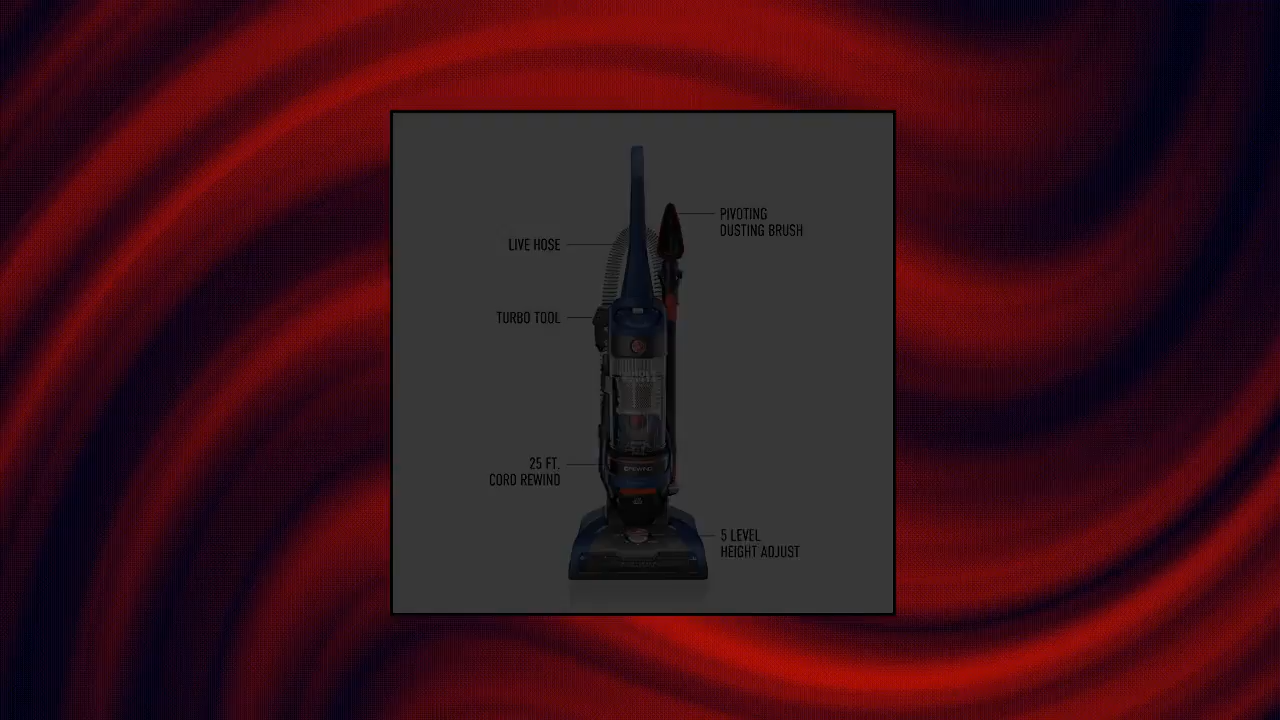 PIVOTING
DUSTING BRUSH
LIVE HOSE
TURBO TOOL
25 FT.
CORD REWIND
5 LEVEL
HEIGHT ADJUST